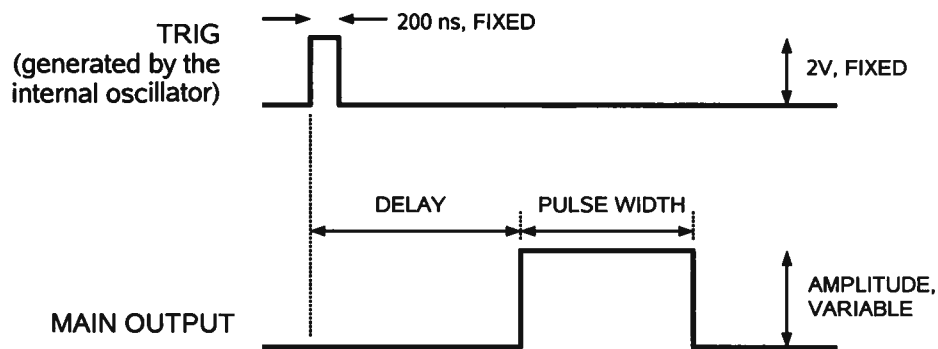 TRIG
(generated by the
internal oscillator)
200 ns, FIXED
2V, FIXED
DELAY
PULSE WIDTH
AMPLITUDE,
VARIABLE
MAIN OUTPUT